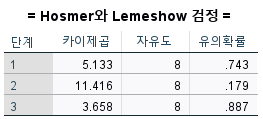 = Hosmer와 Lemeshow 검정 =
단계 카이제곱 자유도 유의확률
1 5.133 8 .743
2 11.416 8 .179
3 3.658 8 .887